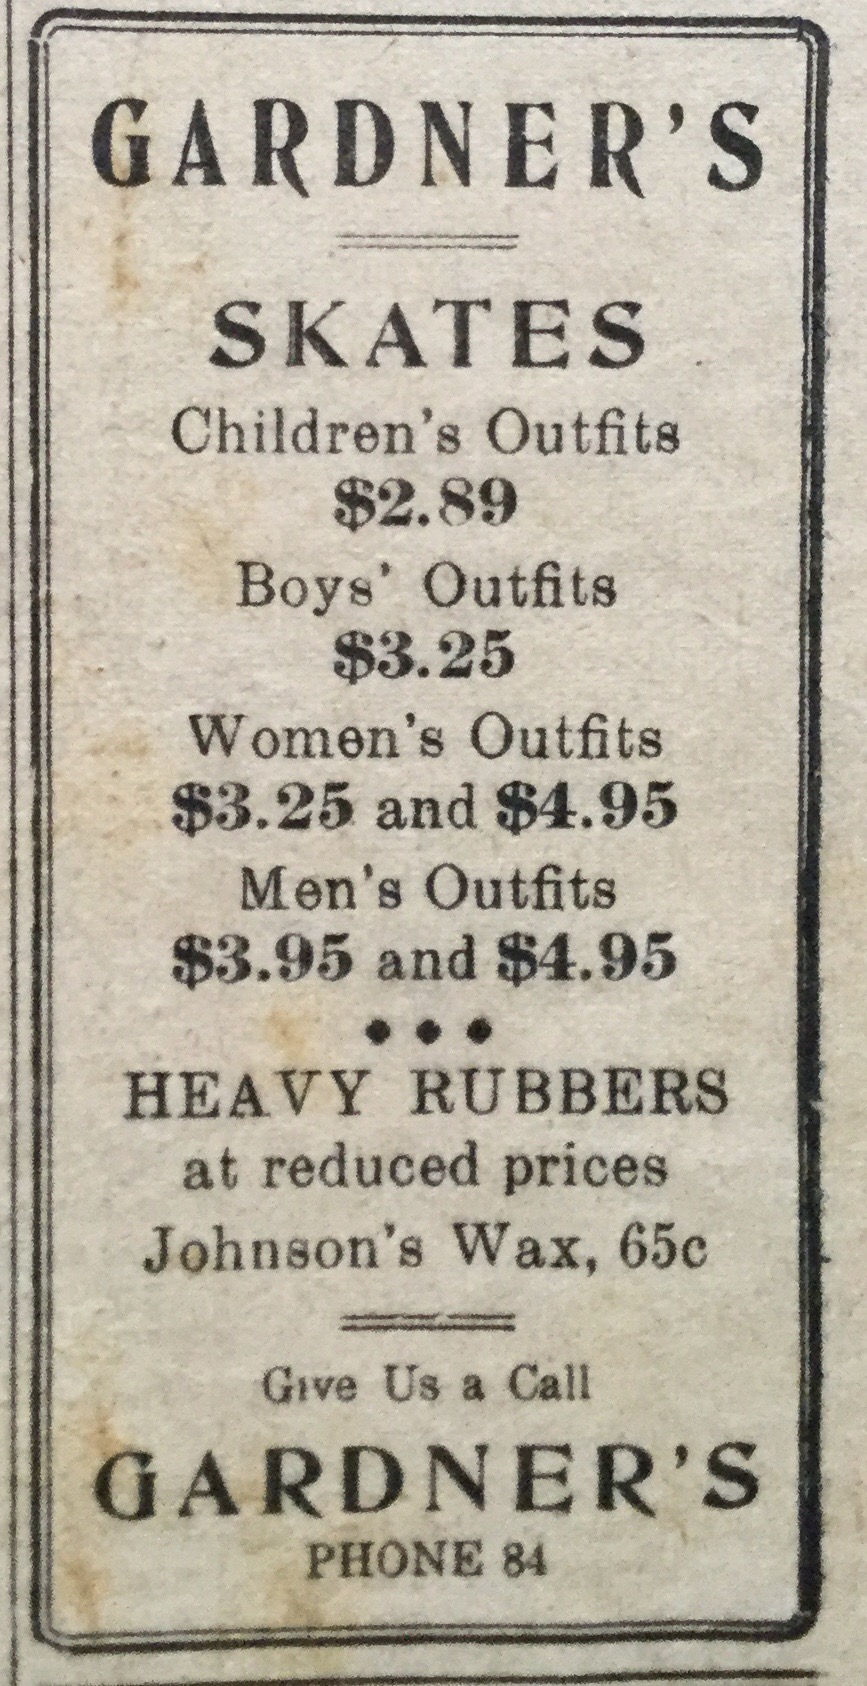 GARDNER'S
SKATES
Children's Outfits
$2.89
Boys' Outfits
$3.25
Women's Outfits
$3.25 and $4.95
Men's Outfits
$3.95 and $4.95
• • •
HEAVY RUBBERS
at reduced prices
Johnson's Wax, 65c
Give Us a Call
GARDNER'S
PHONE 84